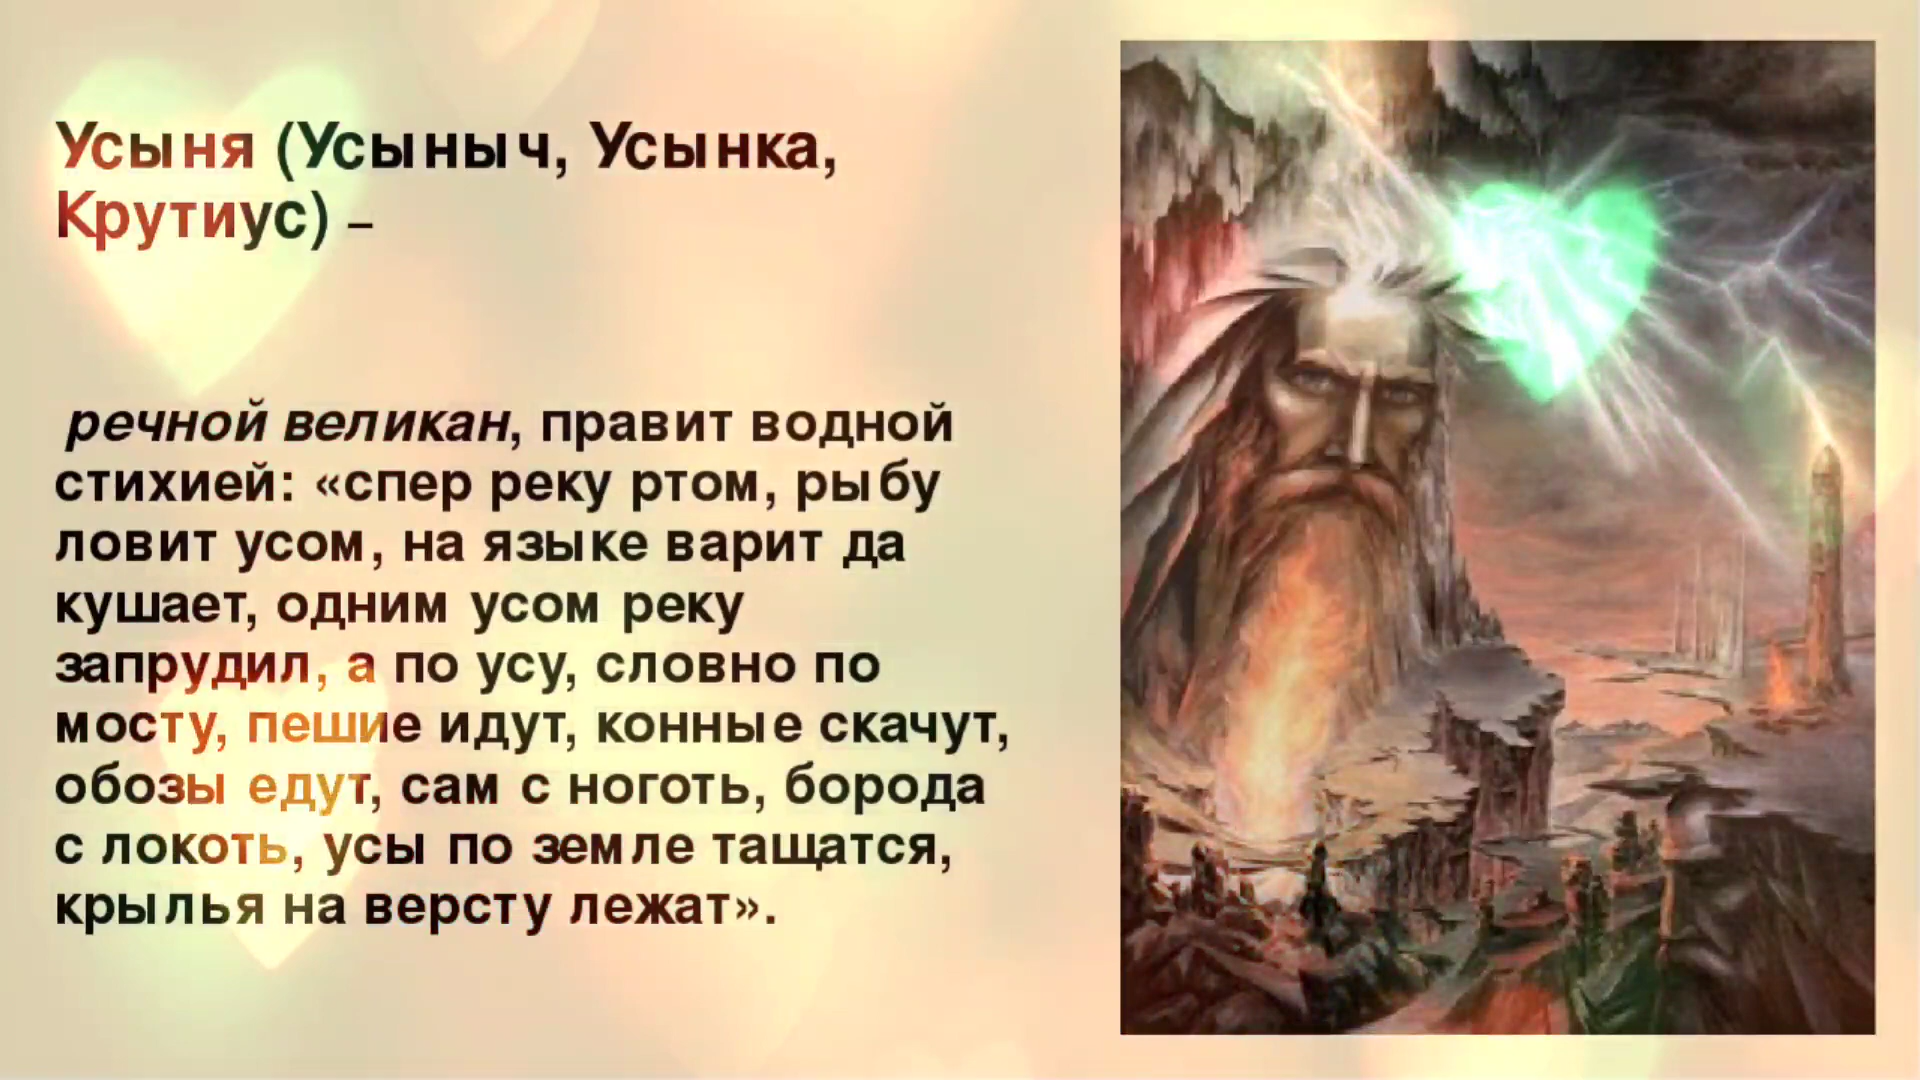 Усыня (Усыныч, Усынка,
Крутиус) –
речной великан, правит водной
стихией: «спер реку ртом, рыбу
ловит усом, на языке варит да
кушает, одним усом реку
запрудил, а по усу, словно по
мосту, пешие идут, конные скачут,
обозы едут, сам с ноготь, борода
с локоть, усы по земле тащатся,
крылья на версту лежат».